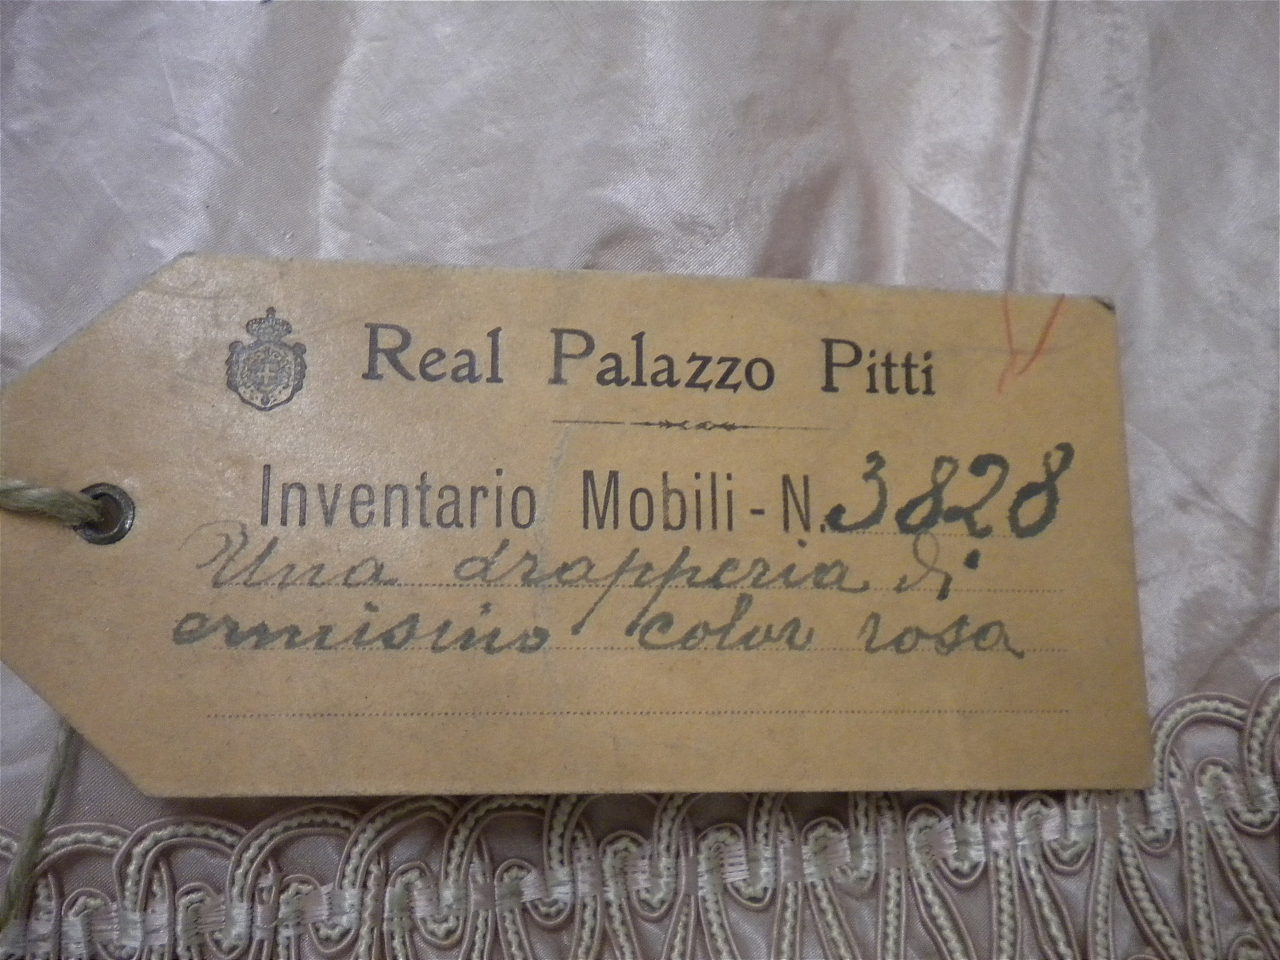 Real Palazzo Pitti
Inventario Mobili - N. 3828
Una drapperia di
ermisino color rosa